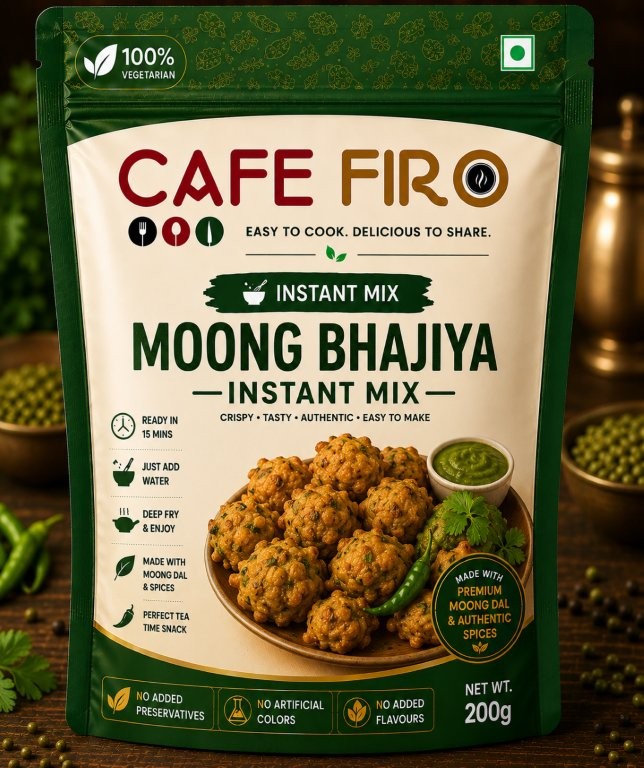 100%
VEGETARIAN
CAFE FIRO
EASY TO COOK. DELICIOUS TO SHARE.
INSTANT MIX
MOONG BHAJIYA
INSTANT MIX
CRISPY • TASTY • AUTHENTIC • EASY TO MAKE
READY IN
15 MINS
JUST ADD
WATER
DEEP FRY
& ENJOY
MADE WITH
MOONG DAL
& SPICES
PERFECT TEA
TIME SNACK
MADE WITH
PREMIUM
MOONG DAL
& AUTHENTIC
SPICES
NO ADDED
PRESERVATIVES
NO ARTIFICIAL
COLORS
NO ADDED
FLAVOURS
NET WT.
200g